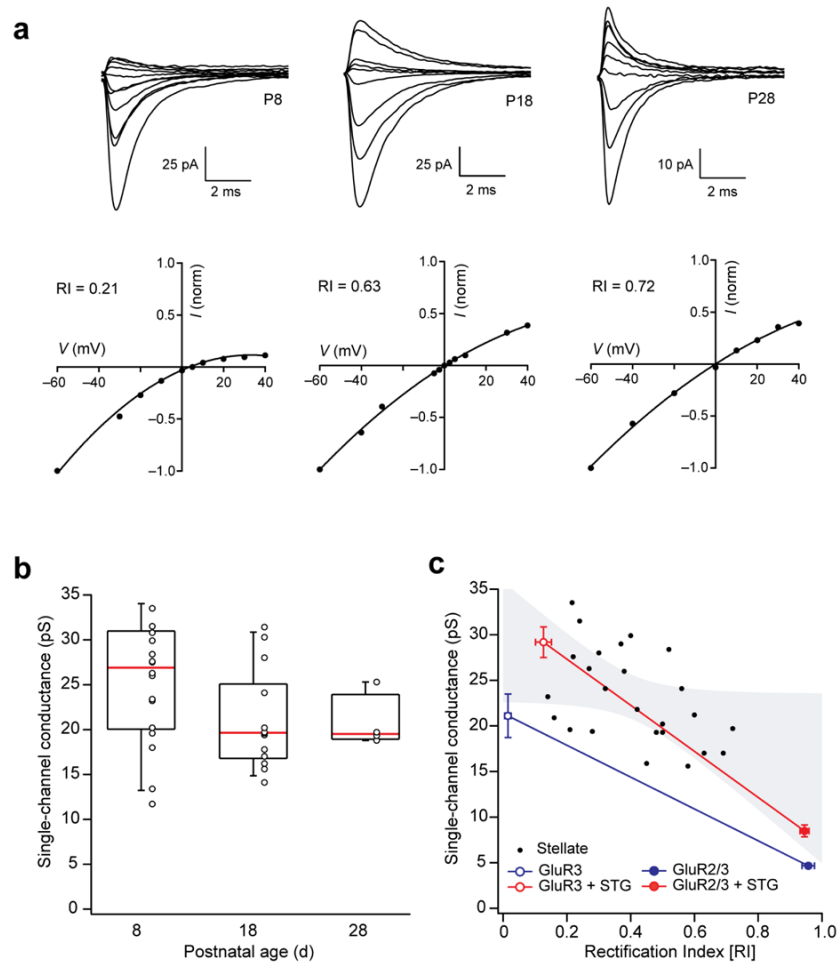 a
P8
P18
P28
25 pA
2 ms
25 pA
2 ms
10 pA
2 ms
RI = 0.21
1.0
I (norm)
0.5
V (mV)
–60
–40
–20
20
40
–0.5
–1.0
RI = 0.63
1.0
I (norm)
0.5
V (mV)
–60
–40
–20
20
40
–0.5
–1.0
RI = 0.72
1.0
I (norm)
0.5
V (mV)
–60
–40
–20
20
40
–0.5
–1.0
b
Single-channel conductance (pS)
35
30
25
20
15
10
5
0
8
18
28
Postnatal age (d)
c
Single-channel conductance (pS)
35
30
25
20
15
10
5
0
Stellate
GluR3
GluR2/3
GluR3 + STG
GluR2/3 + STG
0
0.2
0.4
0.6
0.8
1.0
Rectification Index [RI]